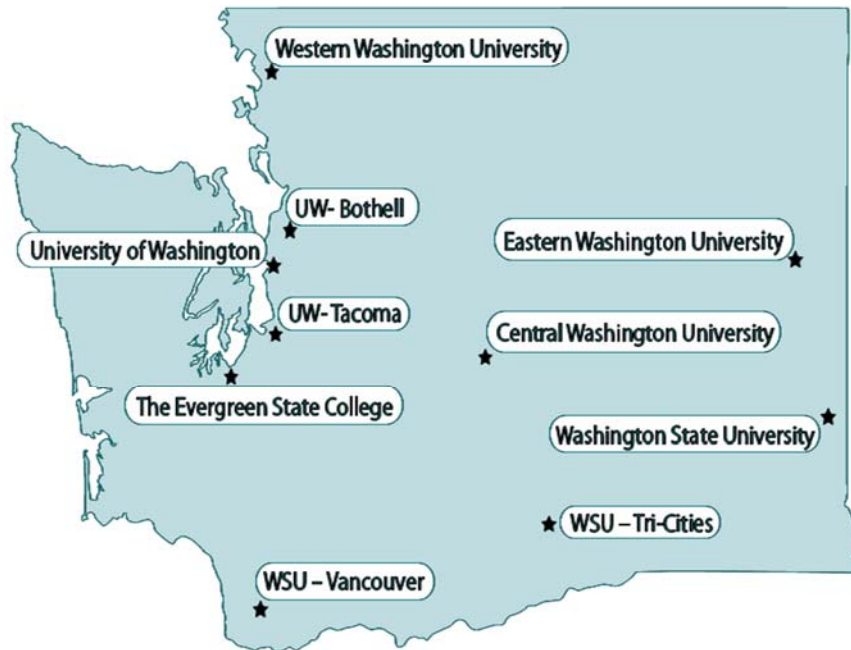 Western Washington University
UW- Bothell
University of Washington
Eastern Washington University
UW- Tacoma
Central Washington University
The Evergreen State College
Washington State University
WSU – Tri-Cities
WSU – Vancouver